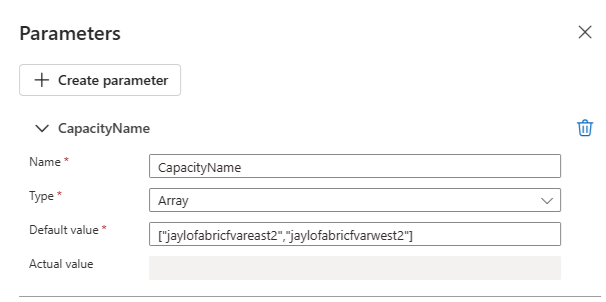 Parameters
Create parameter
CapacityName
Name *
CapacityName
Type *
Array
Default value *
["jaylofabricfvareast2","jaylofabricfvarwest2"]
Actual value